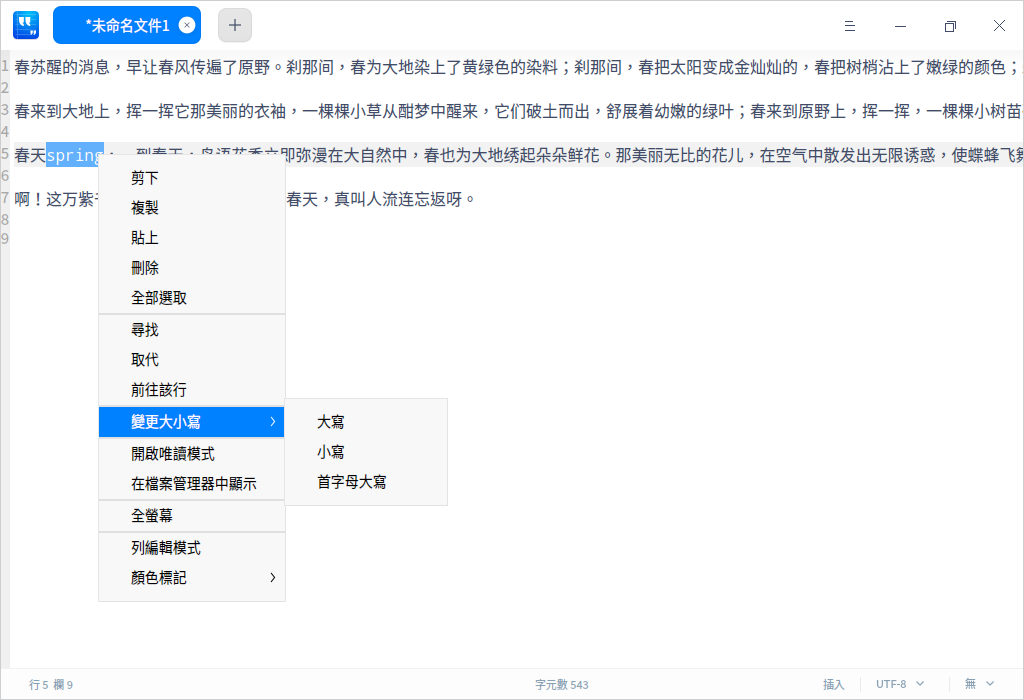 *未命名文件1
1 春苏醒的消息，早让春风传遍了原野。刹那间，春为大地染上了黄绿色的染料；刹那间，春把太阳变成金灿灿的，春把树梢沾上了嫩绿的颜色；
2
3 春来到大地上，挥一挥它那美丽的衣袖，一棵棵小草从酣梦中醒来，它们破土而出，舒展着幼嫩的绿叶；春来到原野上，挥一挥，一棵棵小树苗
4
5 春天spring，一到春天，鸟语花香立即弥漫在大自然中，春也为大地绣起朵朵鲜花。那美丽无比的花儿，在空气中散发出无限诱惑，使蝶蜂飞舞
6
7 啊！这万紫千 春天，真叫人流连忘返呀。
8
9
剪下
複製
貼上
刪除
全部選取
尋找
取代
前往該行
變更大小寫
大寫
小寫
首字母大寫
開啟唯讀模式
在檔案管理器中顯示
全螢幕
列編輯模式
顏色標記
行 5 欄 9
字元數 543
插入
UTF-8
無